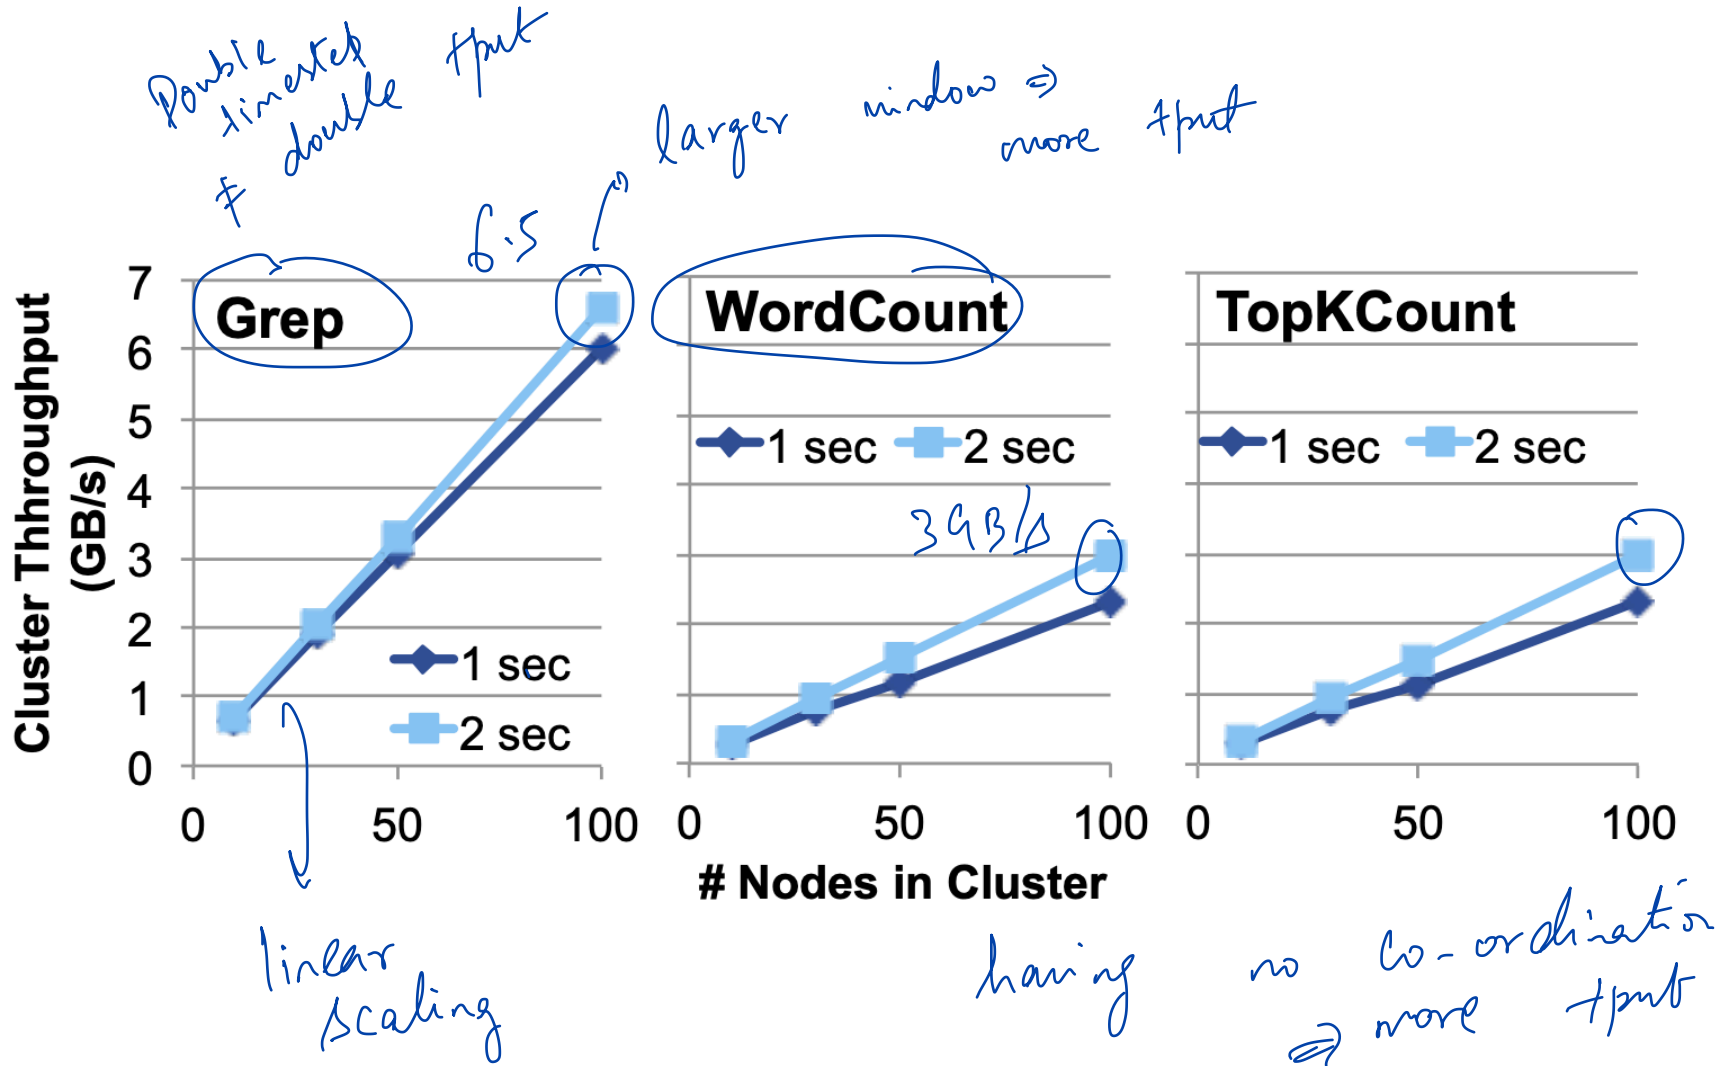 Double
timestep
double tput
≠
larger window ⇒
more tput
6.5
Cluster Thhroughput
(GB/s)
7
6
5
4
3
2
1
0
Grep
1 sec
2 sec
0 50 100
linear
scaling
WordCount
1 sec 2 sec
3 GB/s
0 50 100
TopKCount
1 sec 2 sec
0 50 100
# Nodes in Cluster
having no co-ordination
⇒ more tput